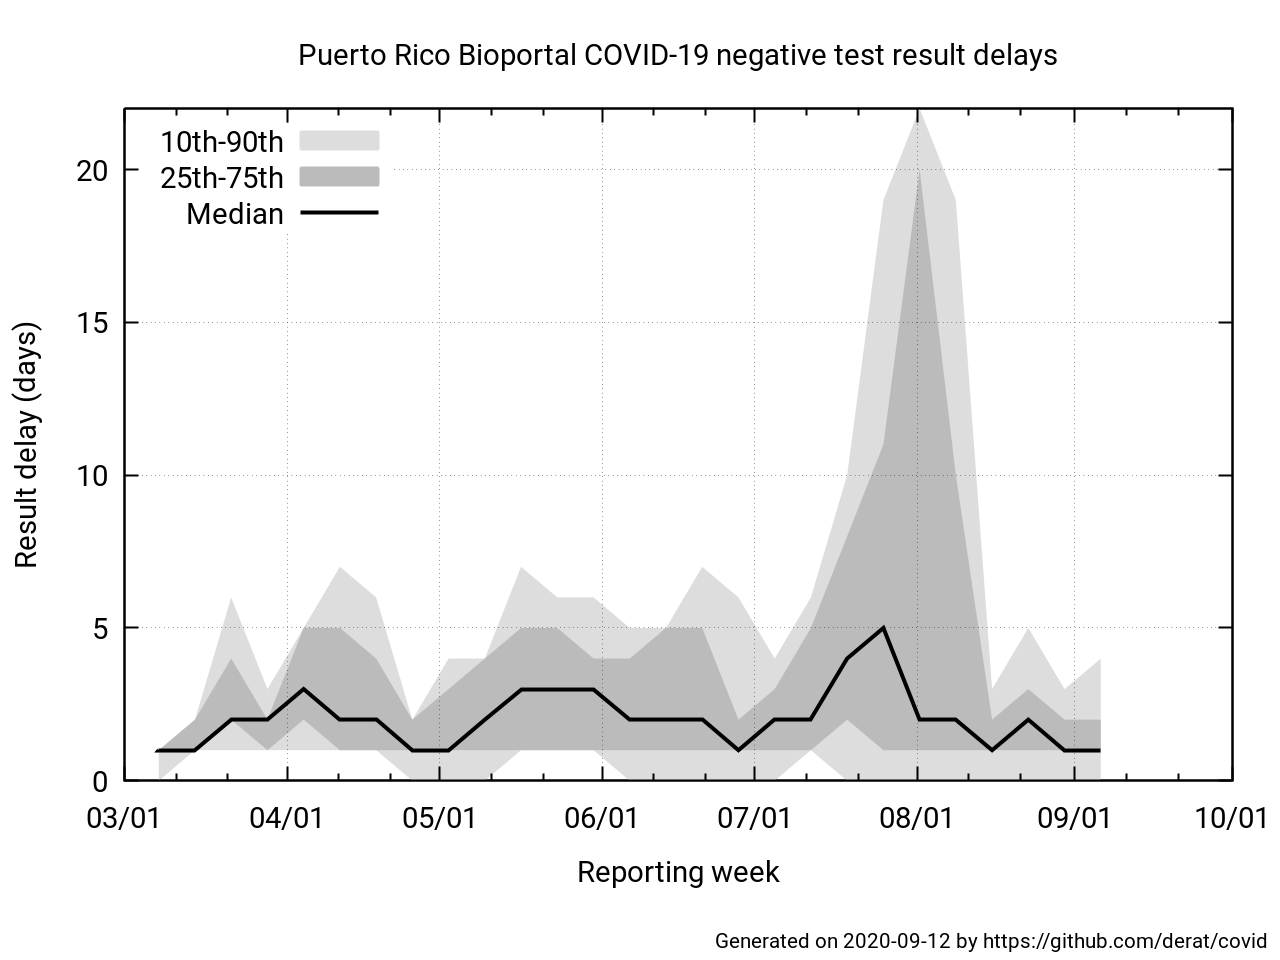 Puerto Rico Bioportal COVID-19 negative test result delays
10th-90th
25th-75th
Median
20
15
10
5
0
Result delay (days)
03/01 04/01 05/01 06/01 07/01 08/01 09/01 10/01
Reporting week
Generated on 2020-09-12 by https://github.com/derat/covid